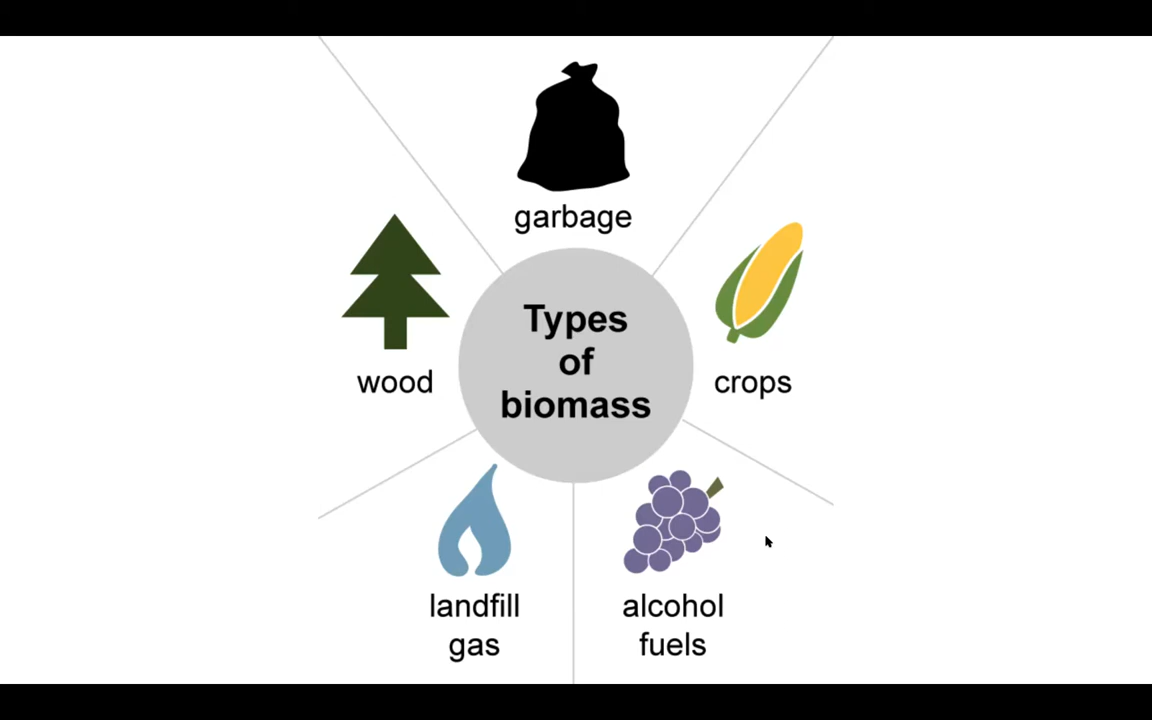 garbage
Types
of
biomass
wood
crops
landfill
gas
alcohol
fuels